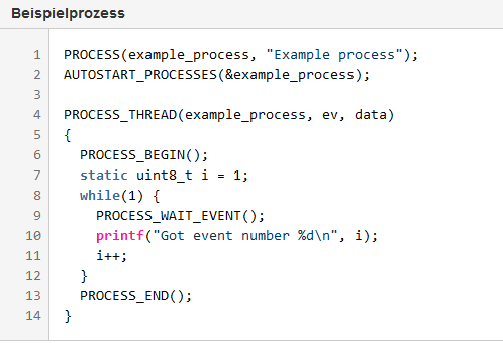 Beispielprozess
1 PROCESS(example_process, "Example process");
2 AUTOSTART_PROCESSES(&example_process);
3
4 PROCESS_THREAD(example_process, ev, data)
5 {
6   PROCESS_BEGIN();
7   static uint8_t i = 1;
8   while(1) {
9     PROCESS_WAIT_EVENT();
10     printf("Got event number %d\n", i);
11     i++;
12   }
13   PROCESS_END();
14 }